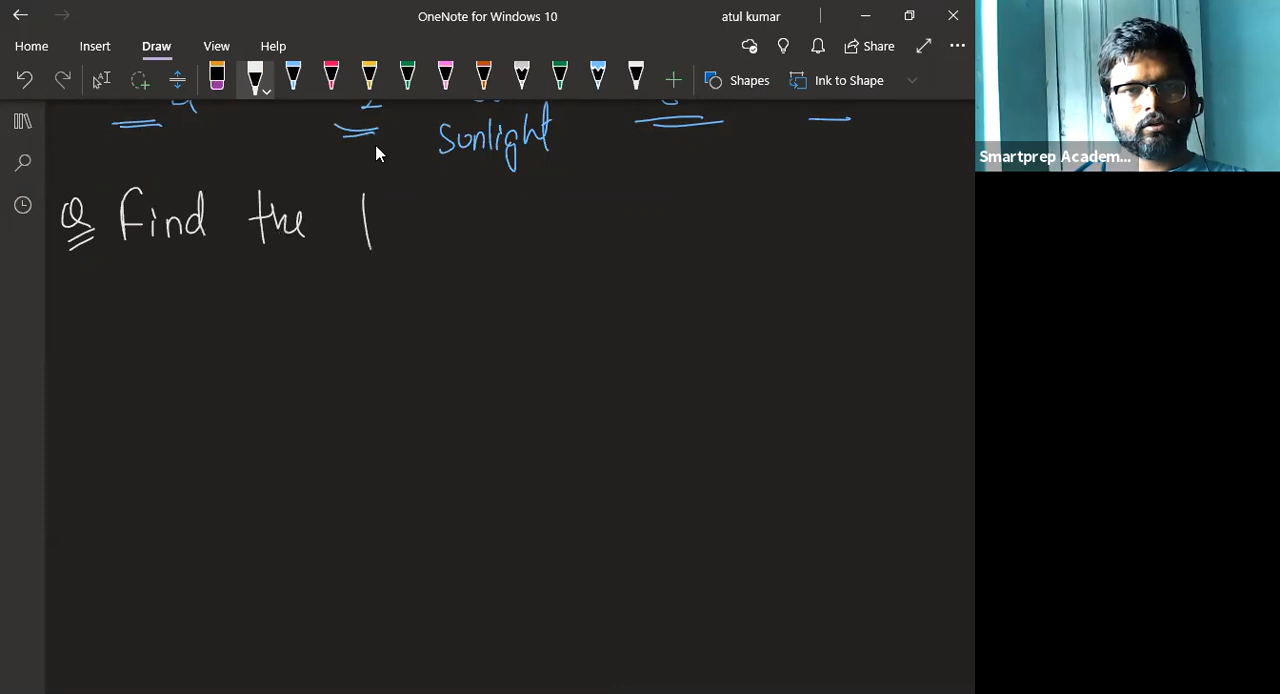 OneNote for Windows 10
atul kumar
Home Insert Draw View Help
Share
Shapes Ink to Shape
sunlight
Smartprep Academ...
Q Find the